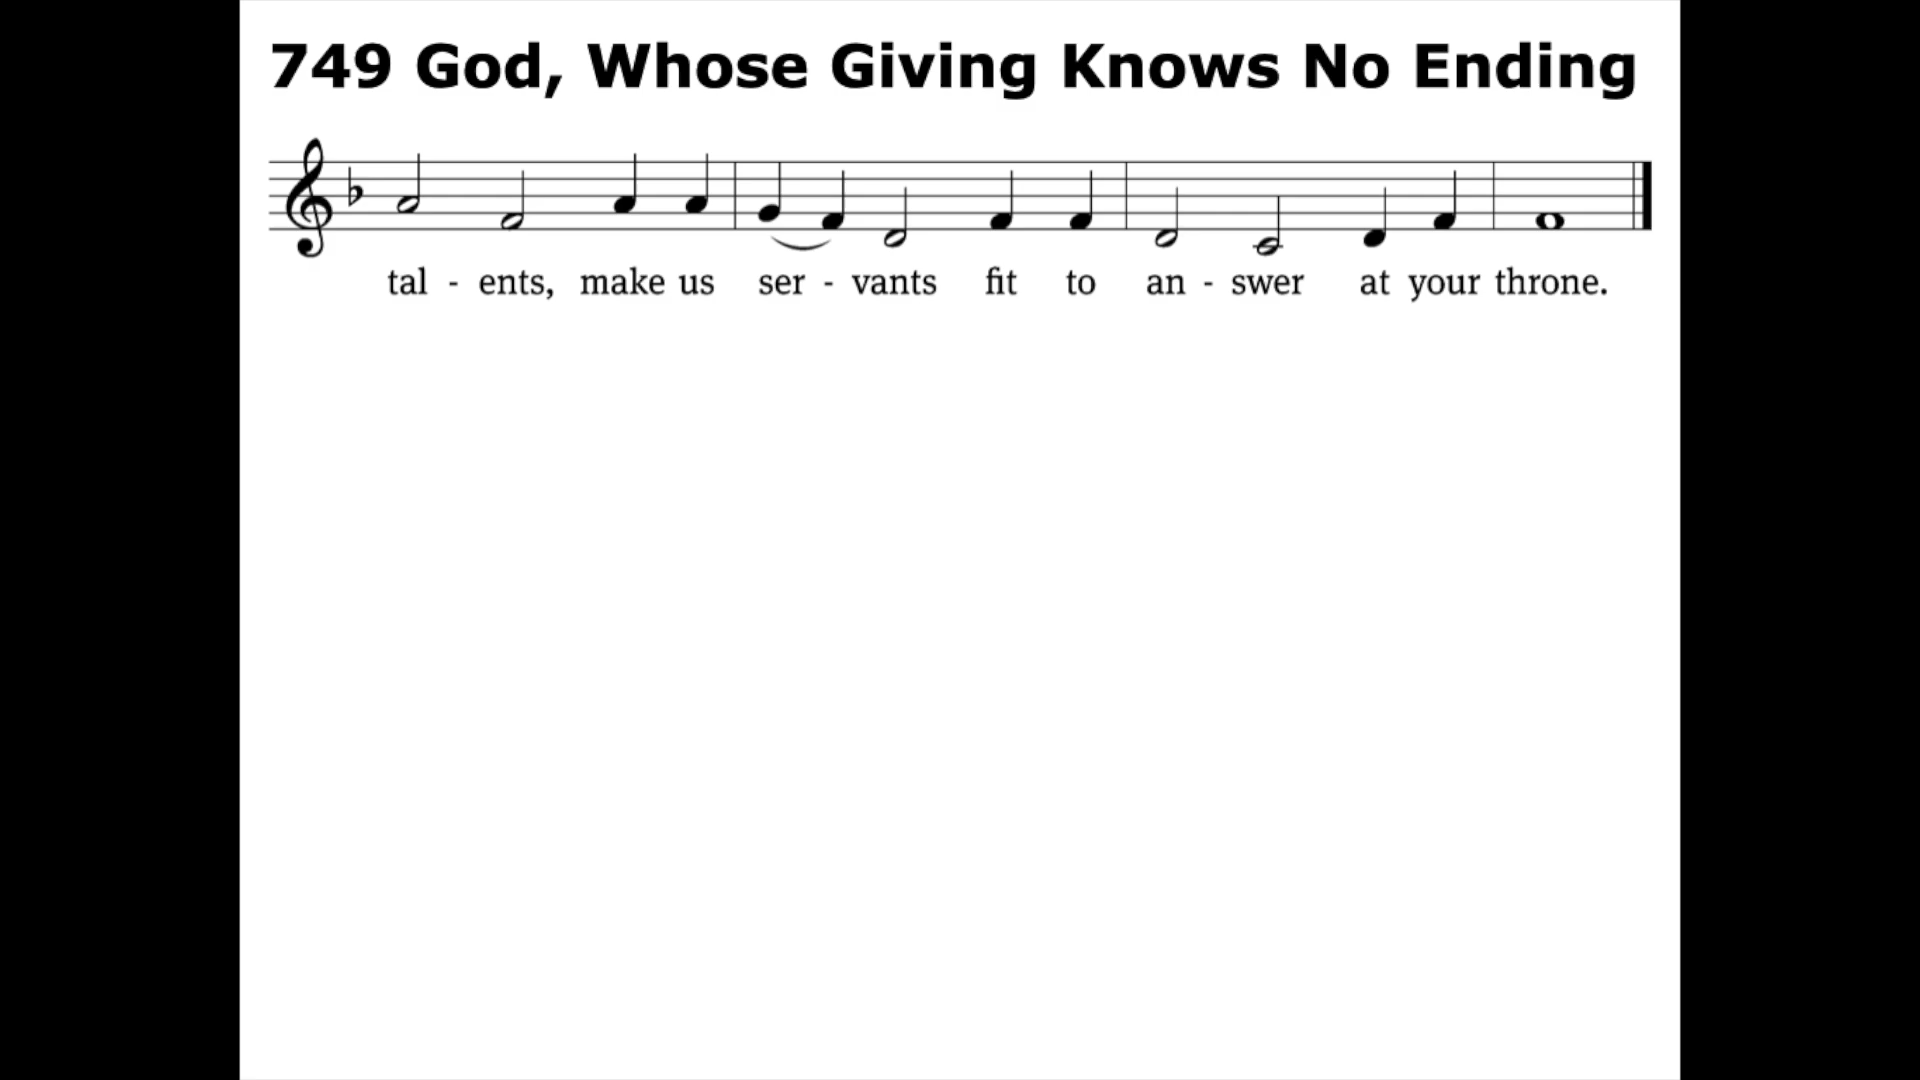 749 God, Whose Giving Knows No Ending
tal - ents, make us ser - vants fit to an - swer at your throne.